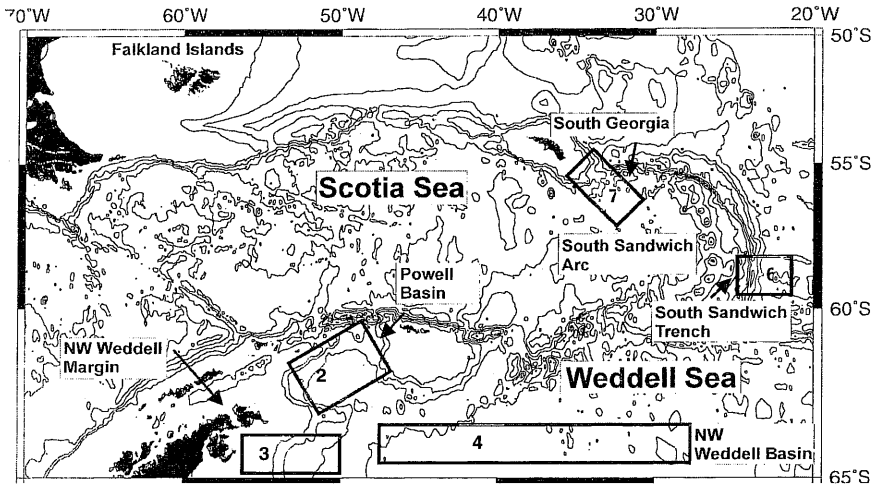 70°W 60°W 50°W 40°W 30°W 20°W
50°S
Falkland Islands
South Georgia
55°S
Scotia Sea
7
South Sandwich
Arc
Powell
Basin
6
60°S
South Sandwich
Trench
NW Weddell
Margin
2
Weddell Sea
3
4
NW
Weddell Basin
65°S